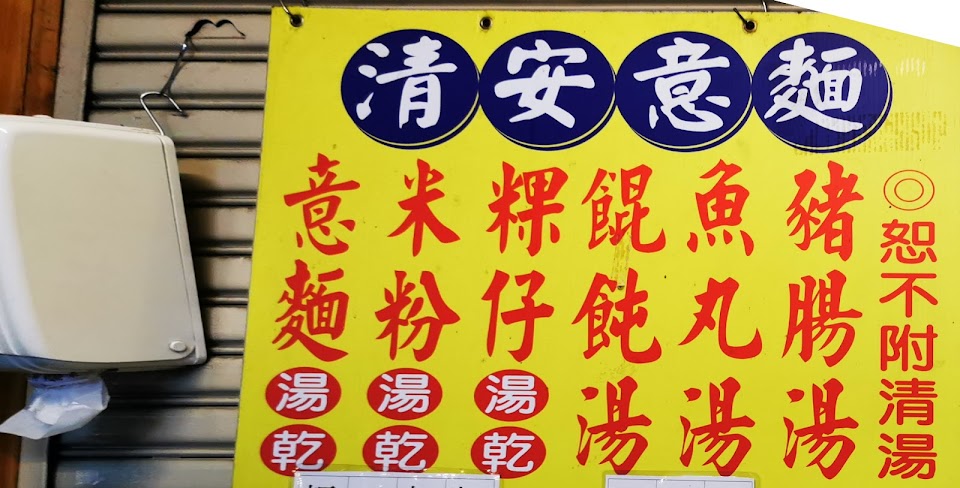 清安意麵
意麵湯乾
米粉湯乾
粿仔湯乾
餛飩湯
魚丸湯
豬腸湯
◎恕不附清湯